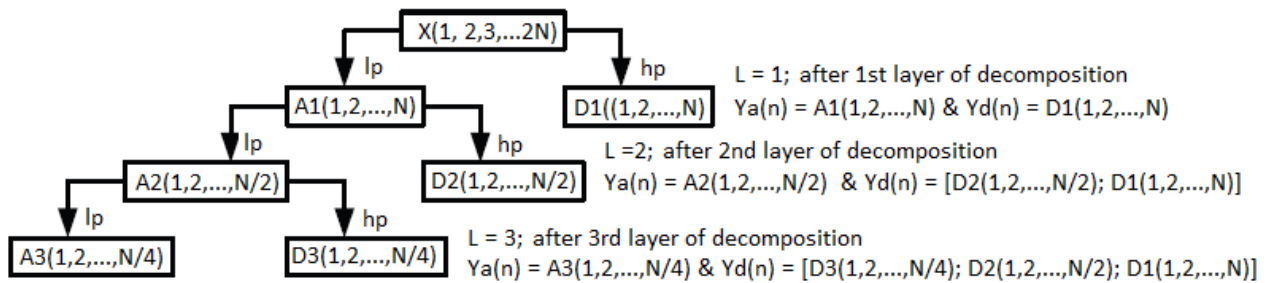 X(1, 2,3,...2N)
lp
hp
L = 1; after 1st layer of decomposition
A1(1,2,...,N)
D1((1,2,...,N)
Ya(n) = A1(1,2,...,N) & Yd(n) = D1(1,2,...,N)
lp
hp
L =2; after 2nd layer of decomposition
A2(1,2,...,N/2)
D2(1,2,...,N/2)
Ya(n) = A2(1,2,...,N/2) & Yd(n) = [D2(1,2,...,N/2); D1(1,2,...,N)]
lp
hp
L = 3; after 3rd layer of decomposition
A3(1,2,...,N/4)
D3(1,2,...,N/4)
Ya(n) = A3(1,2,...,N/4) & Yd(n) = [D3(1,2,...,N/4); D2(1,2,...,N/2); D1(1,2,...,N)]